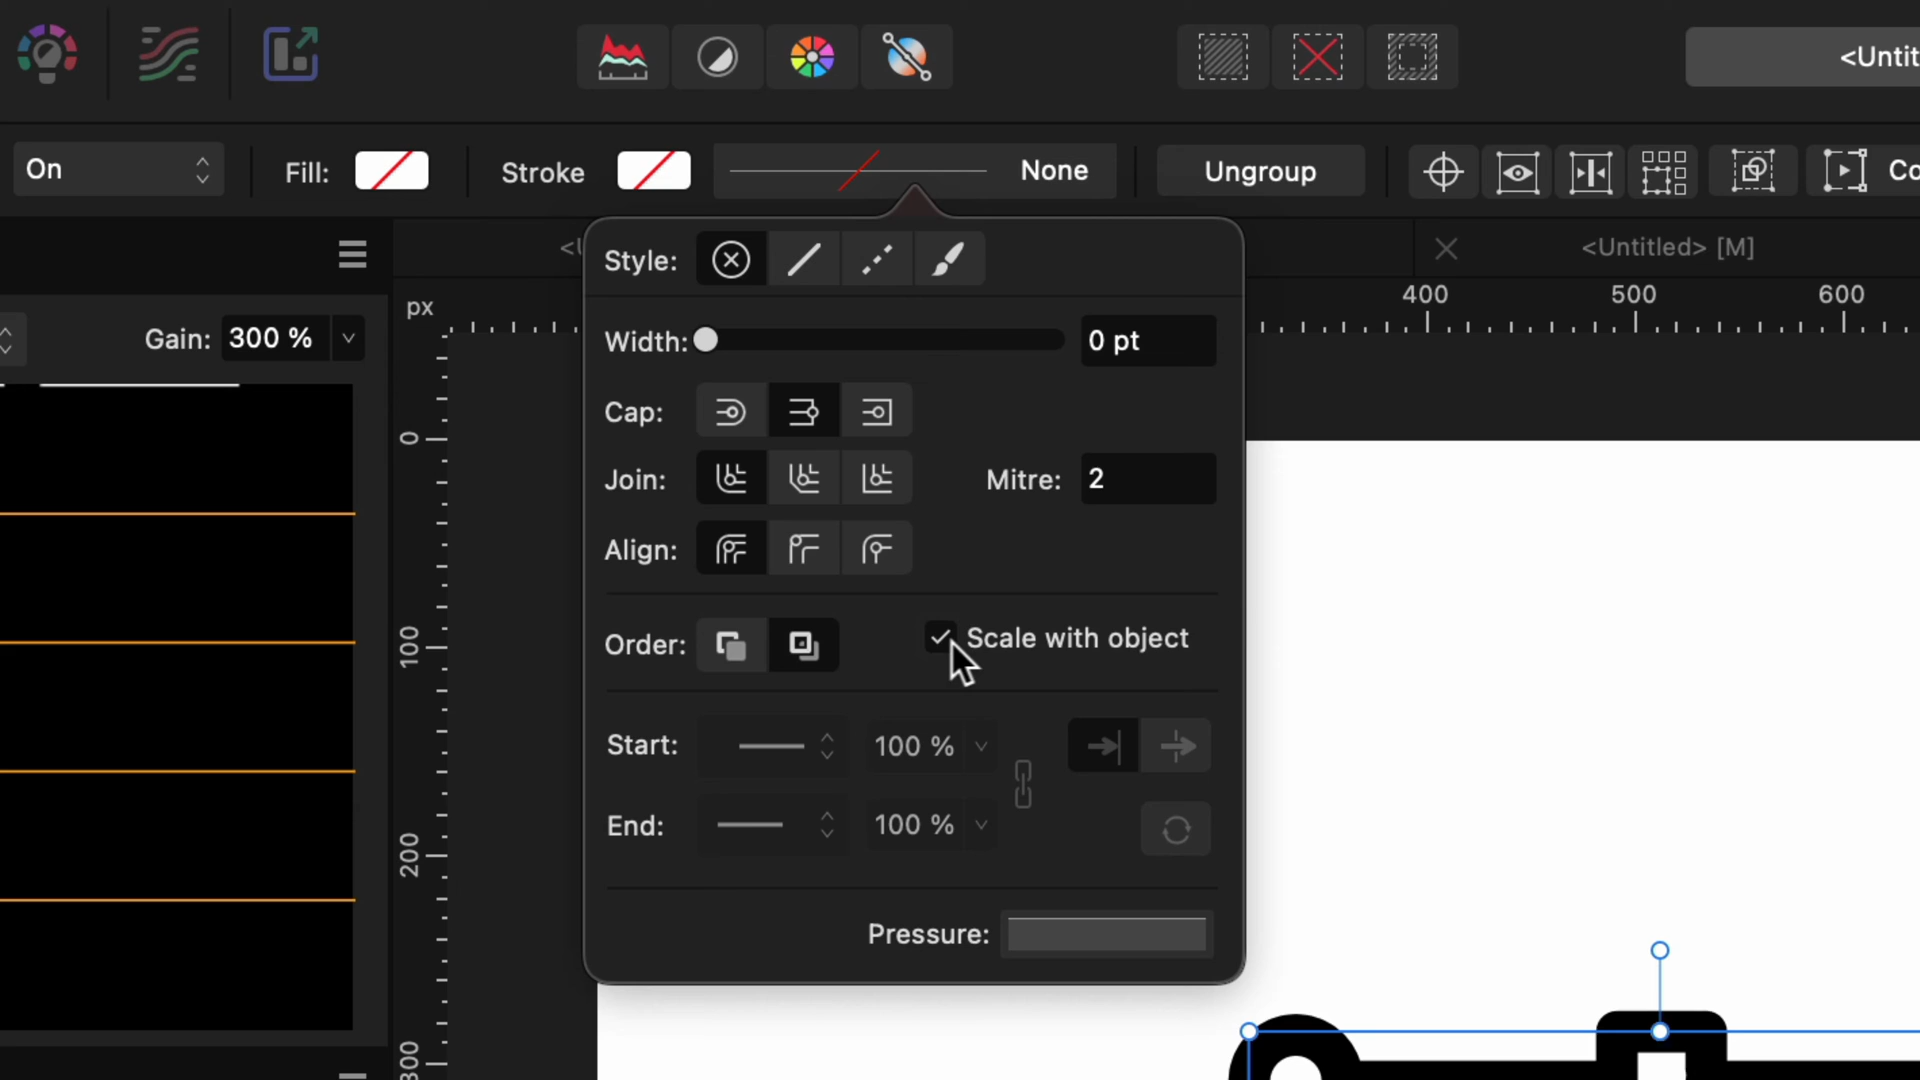 <Untit
On
Fill:
Stroke
None
Ungroup
Co
<U
<Untitled> [M]
Style:
px
400
500
600
Gain: 300 %
Width:
0 pt
Cap:
0
Join:
Mitre: 2
Align:
Order:
Scale with object
100
Start:
100 %
End:
100 %
200
Pressure:
300